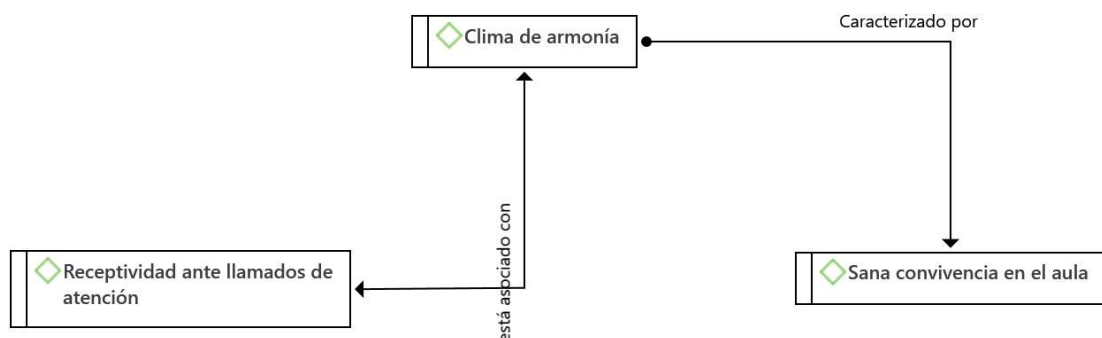 Caracterizado por
Clima de armonía
está asociado con
Receptividad ante llamados de
atención
Sana convivencia en el aula